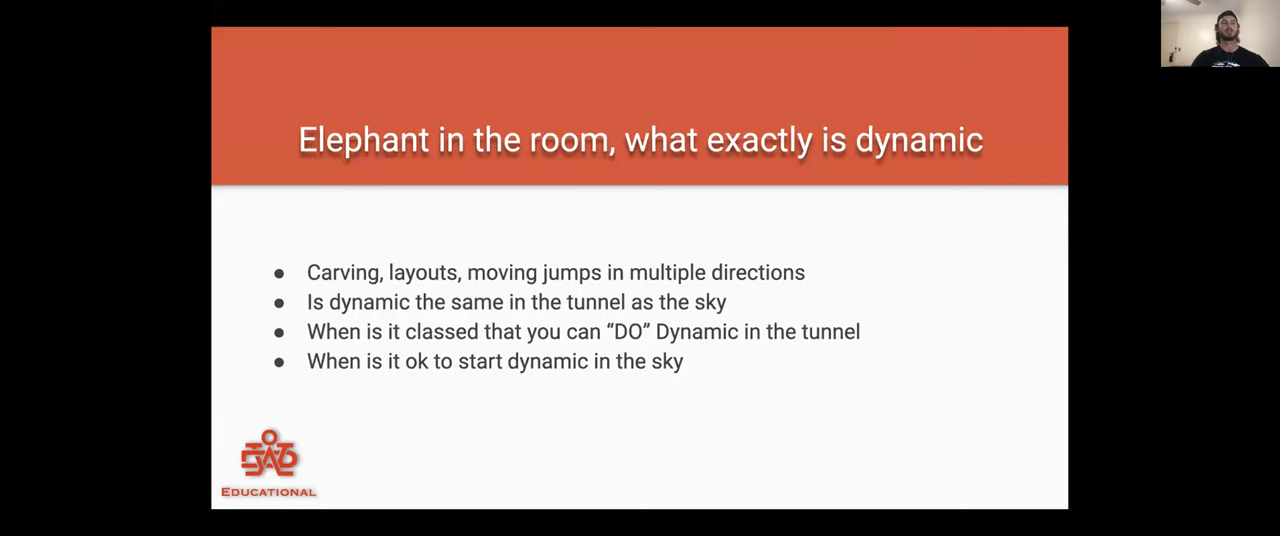 Elephant in the room, what exactly is dynamic
● Carving, layouts, moving jumps in multiple directions
● Is dynamic the same in the tunnel as the sky
● When is it classed that you can “DO” Dynamic in the tunnel
● When is it ok to start dynamic in the sky
EDUCATIONAL